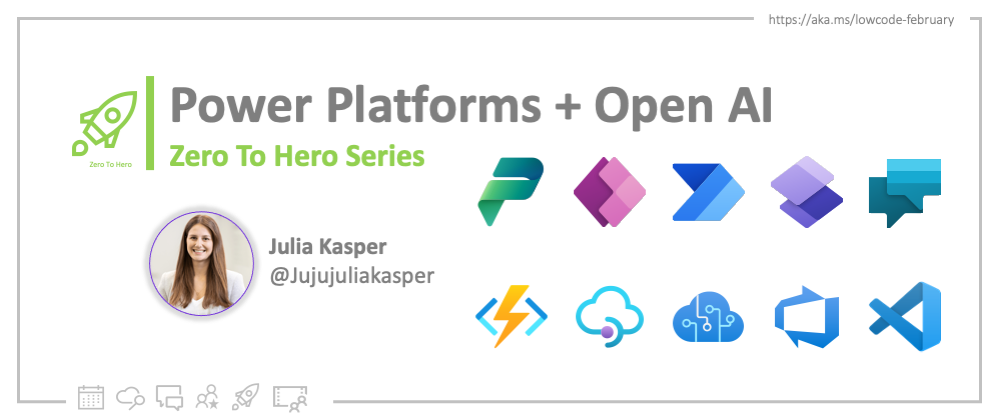 https://aka.ms/lowcode-february
Power Platforms + Open AI
Zero To Hero
Zero To Hero Series
Julia Kasper
@Jujujuliakasper